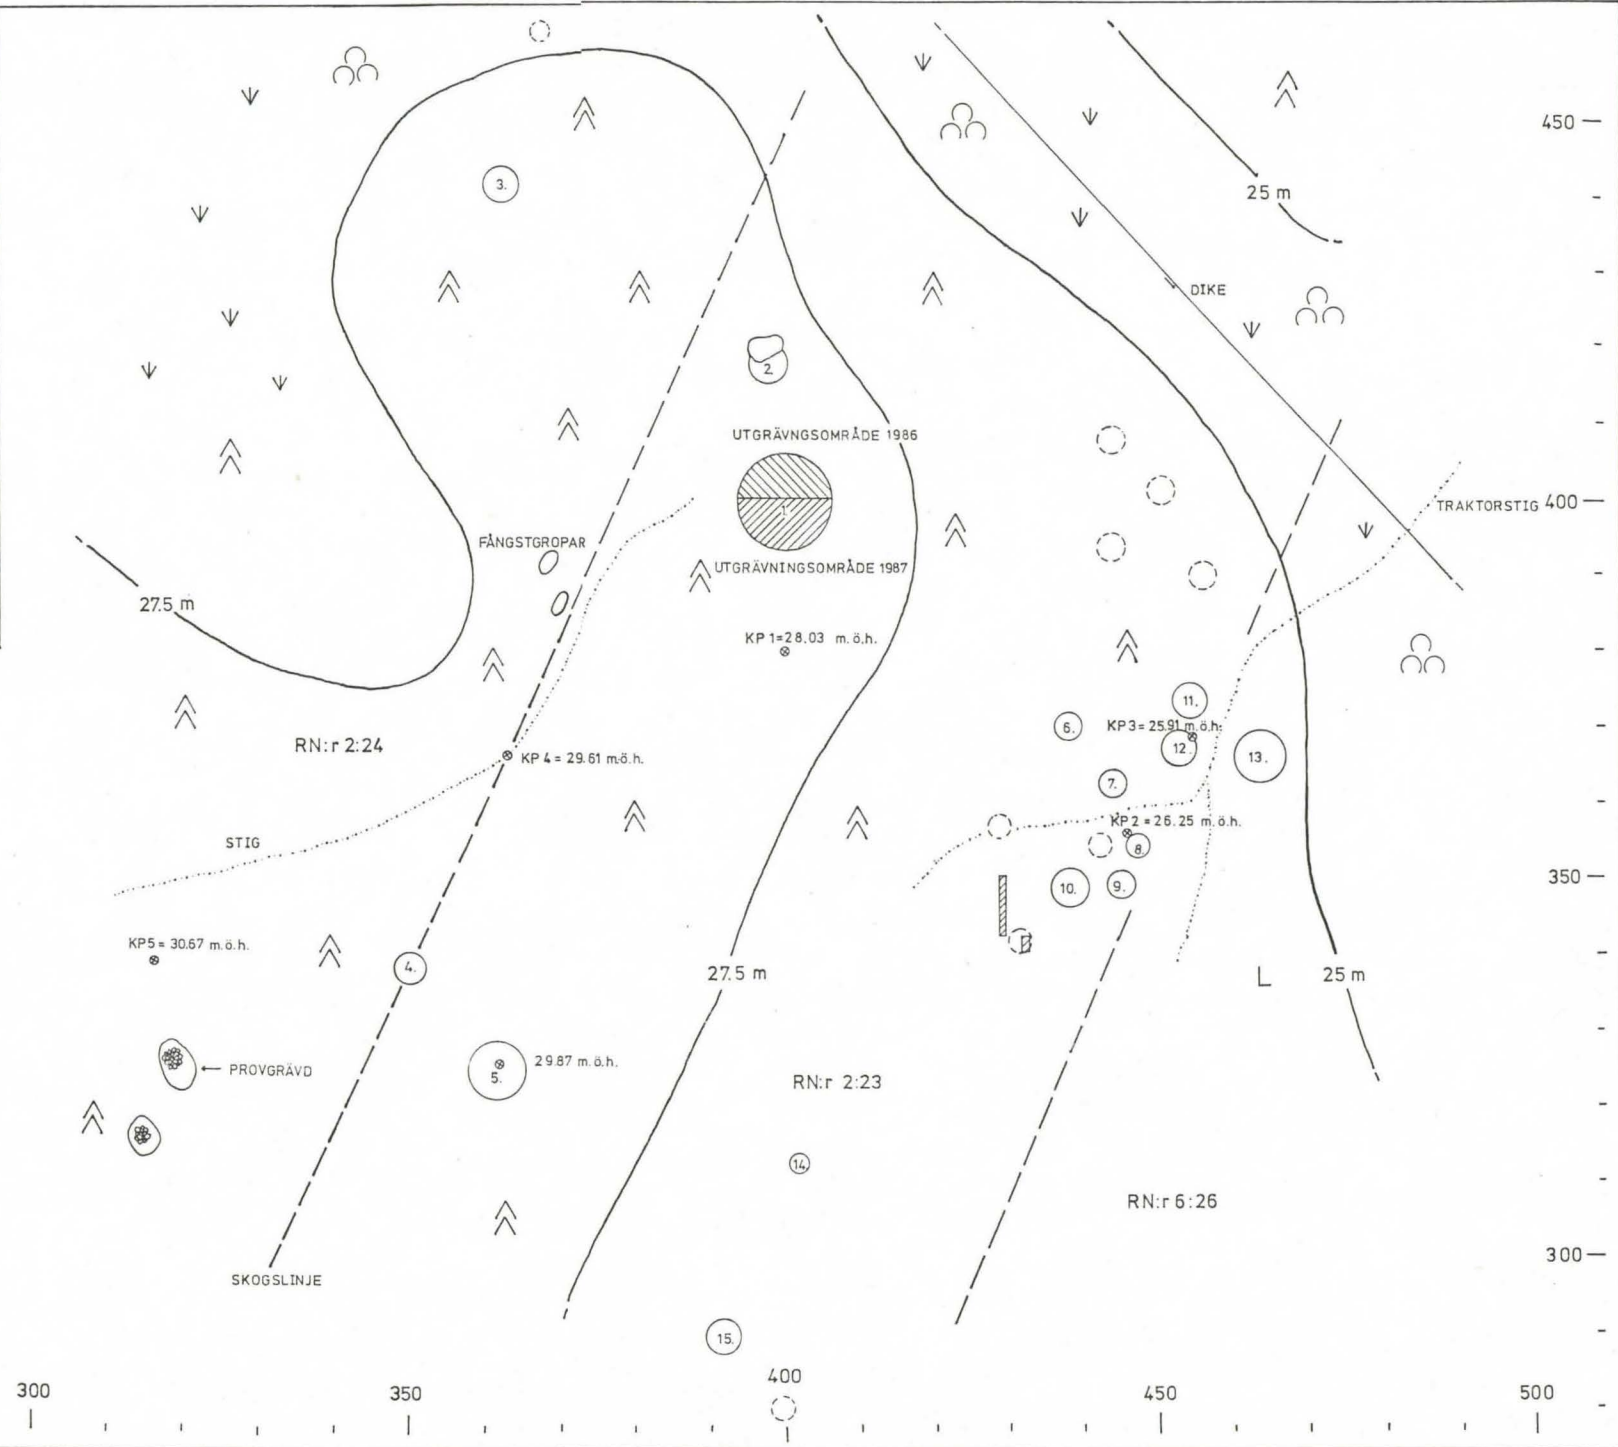 450
3.
25 m
DIKE
2.
UTGRÄVNGSOMRÅDE 1986
TRAKTORSTIG 400
1
FÅNGSTGROPAR
UTGRÄVNINGSOMRÅDE 1987
27.5 m
KP 1=28.03 m.ö.h.
11.
6.
KP 3= 25.91 m.ö.h.
RN:r 2:24
12.
13.
KP 4= 29.61 m.ö.h.
7.
KP 2 = 26.25 m.ö.h.
STIG
8.
350
10.
9.
KP5= 30.67 m.ö.h.
4.
27.5 m
L
25 m
29.87 m.ö.h.
PROVGRÄVD
5.
RN:r 2:23
14.
RN:r 6:26
300
SKOGSLINJE
15.
300
350
400
450
500